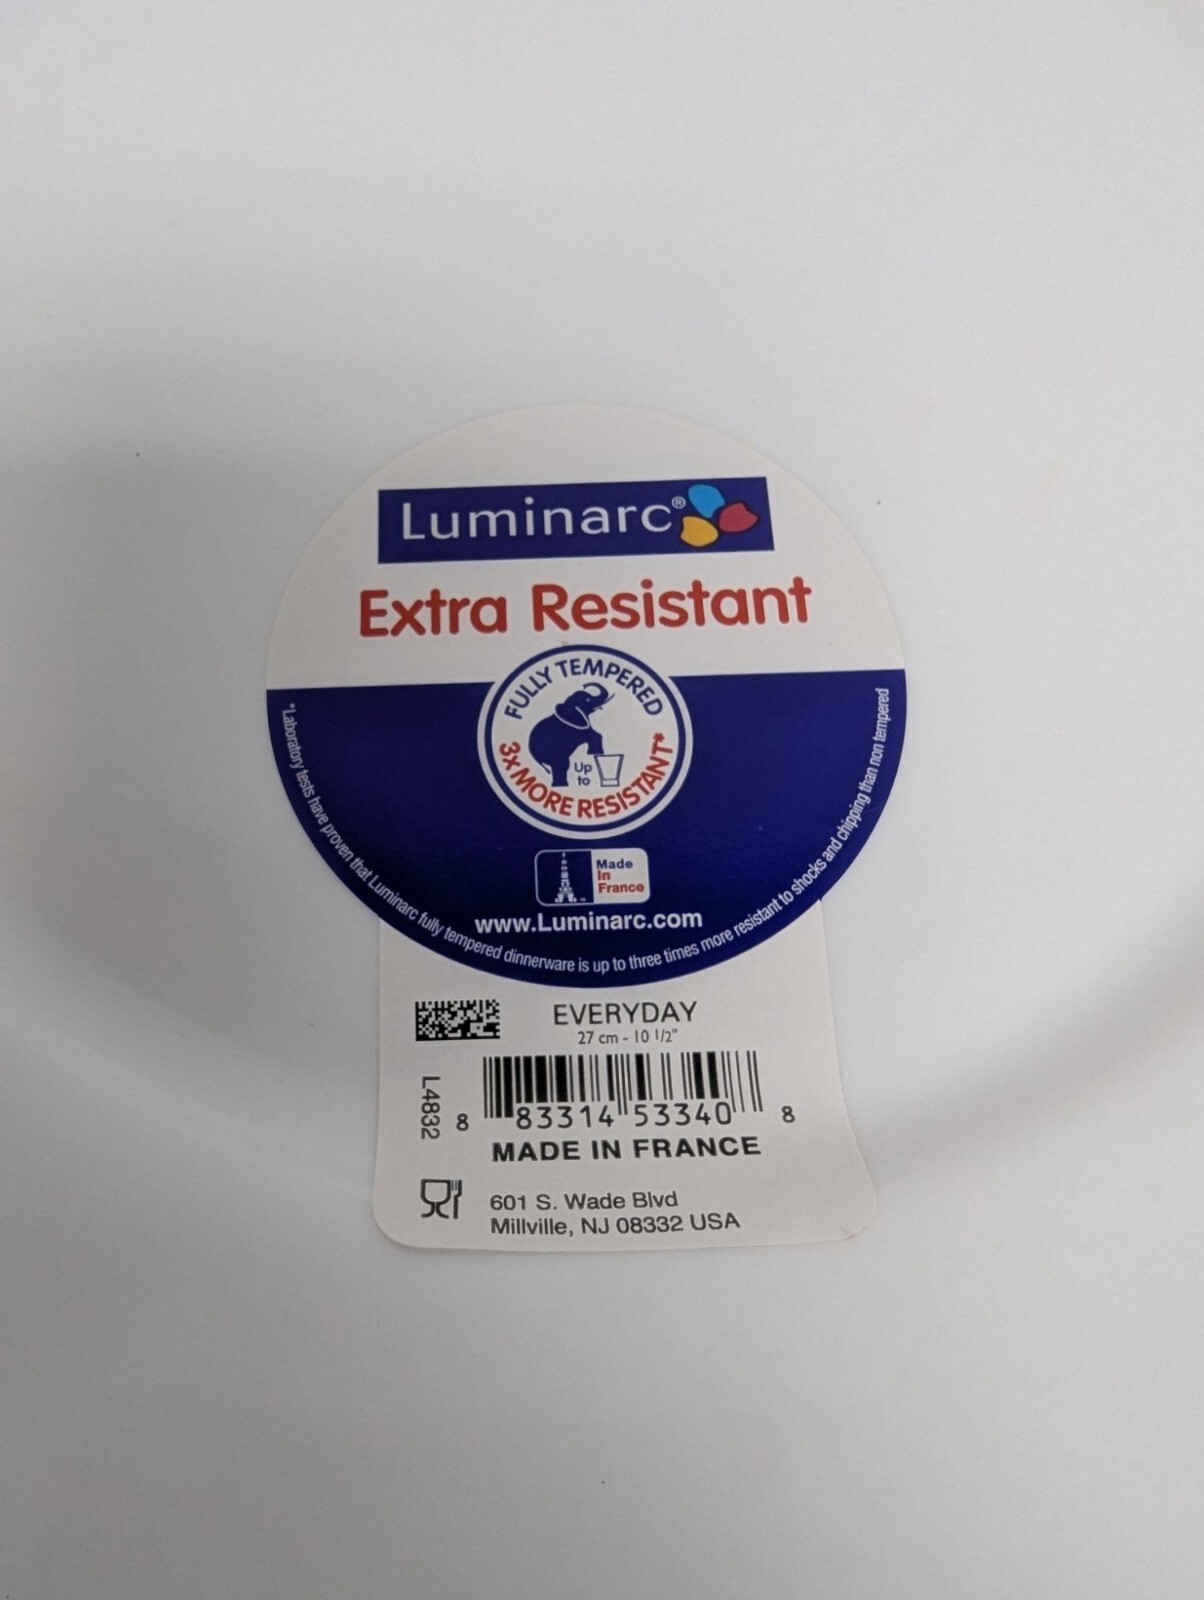 Luminarc®
Extra Resistant
FULLY TEMPERED
Up
to
3x MORE RESISTANT*
Made
In
France
www.Luminarc.com
*Laboratory tests have proven that Luminarc fully tempered dinnerware is up to three times more resistant to shocks and chipping than non tempered
EVERYDAY
27 cm - 10 1/2"
L4832
8 83314 53340 8
MADE IN FRANCE
601 S. Wade Blvd
Millville, NJ 08332 USA